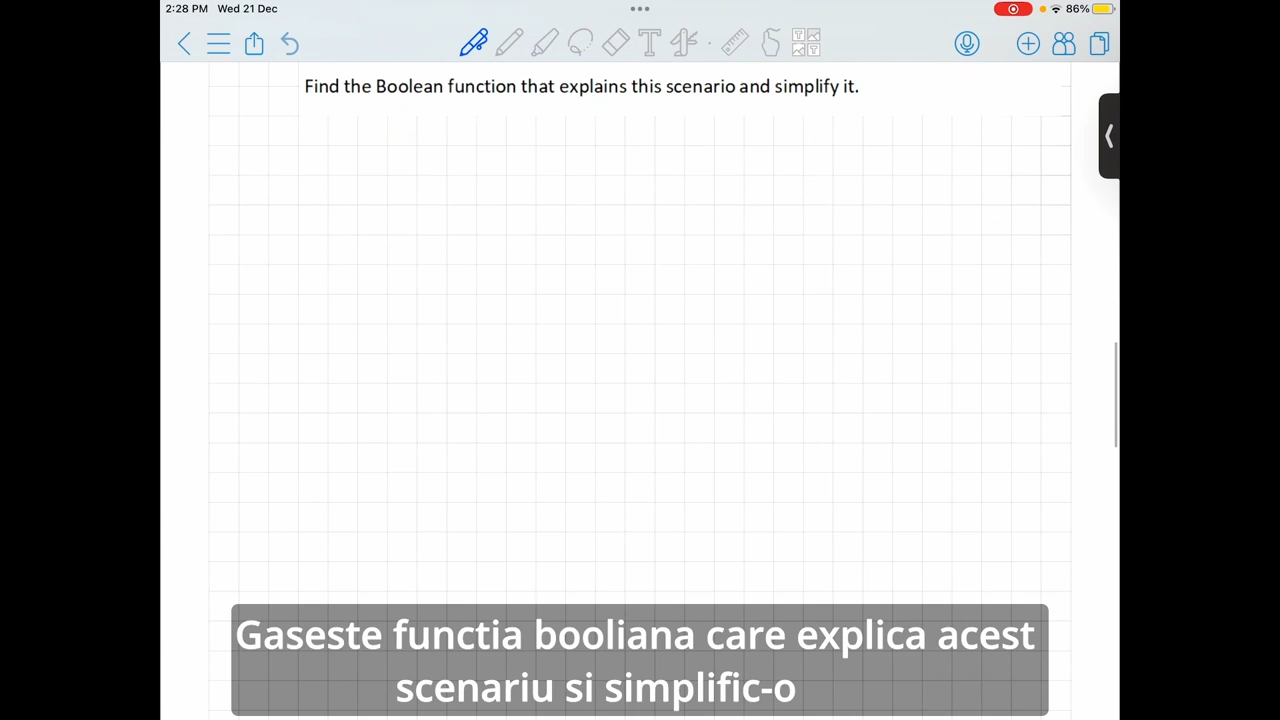 2:28 PM Wed 21 Dec
86%
Find the Boolean function that explains this scenario and simplify it.
Gaseste functia booliana care explica acest
scenariu si simplific-o